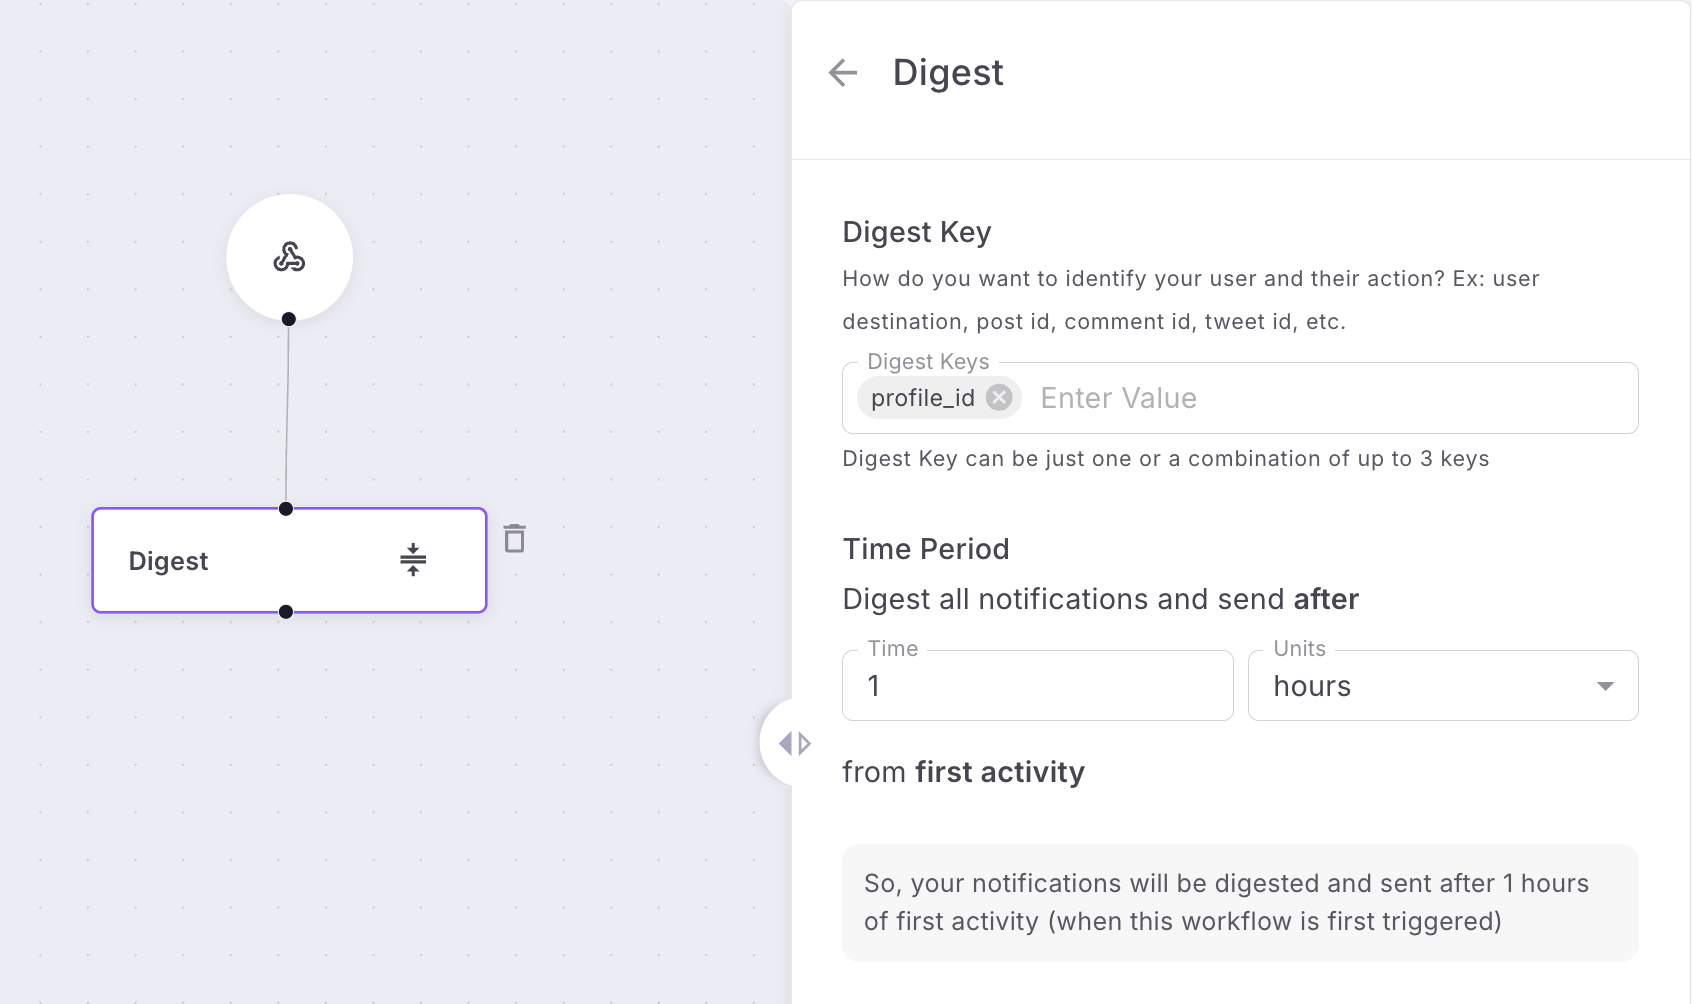 Digest
Digest
Digest Key
How do you want to identify your user and their action? Ex: user
destination, post id, comment id, tweet id, etc.
Digest Keys
profile_id Enter Value
Digest Key can be just one or a combination of up to 3 keys
Time Period
Digest all notifications and send after
Time
1
Units
hours
from first activity
So, your notifications will be digested and sent after 1 hours
of first activity (when this workflow is first triggered)